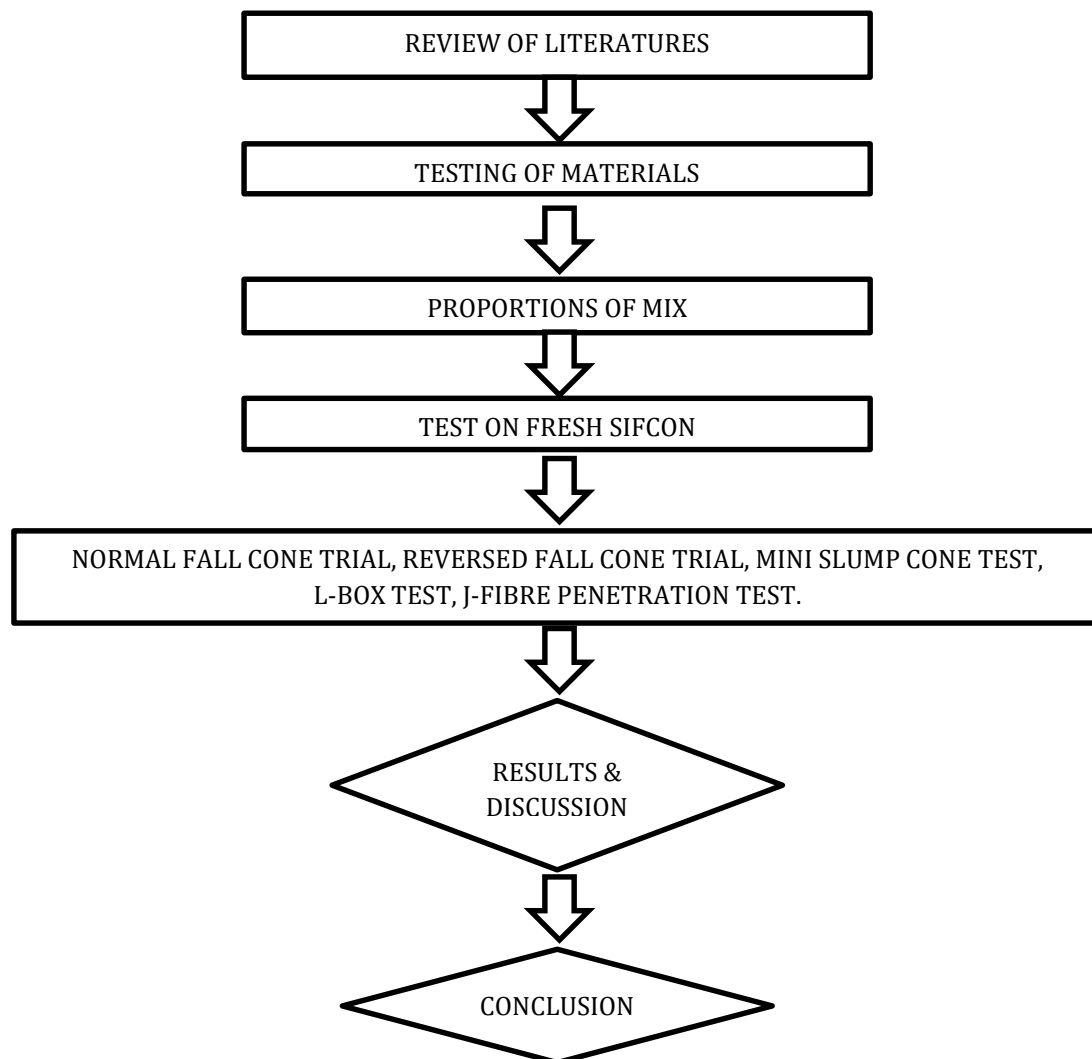 REVIEW OF LITERATURES
TESTING OF MATERIALS
PROPORTIONS OF MIX
TEST ON FRESH SIFCON
NORMAL FALL CONE TRIAL, REVERSED FALL CONE TRIAL, MINI SLUMP CONE TEST,
L-BOX TEST, J-FIBRE PENETRATION TEST.
RESULTS &
DISCUSSION
CONCLUSION